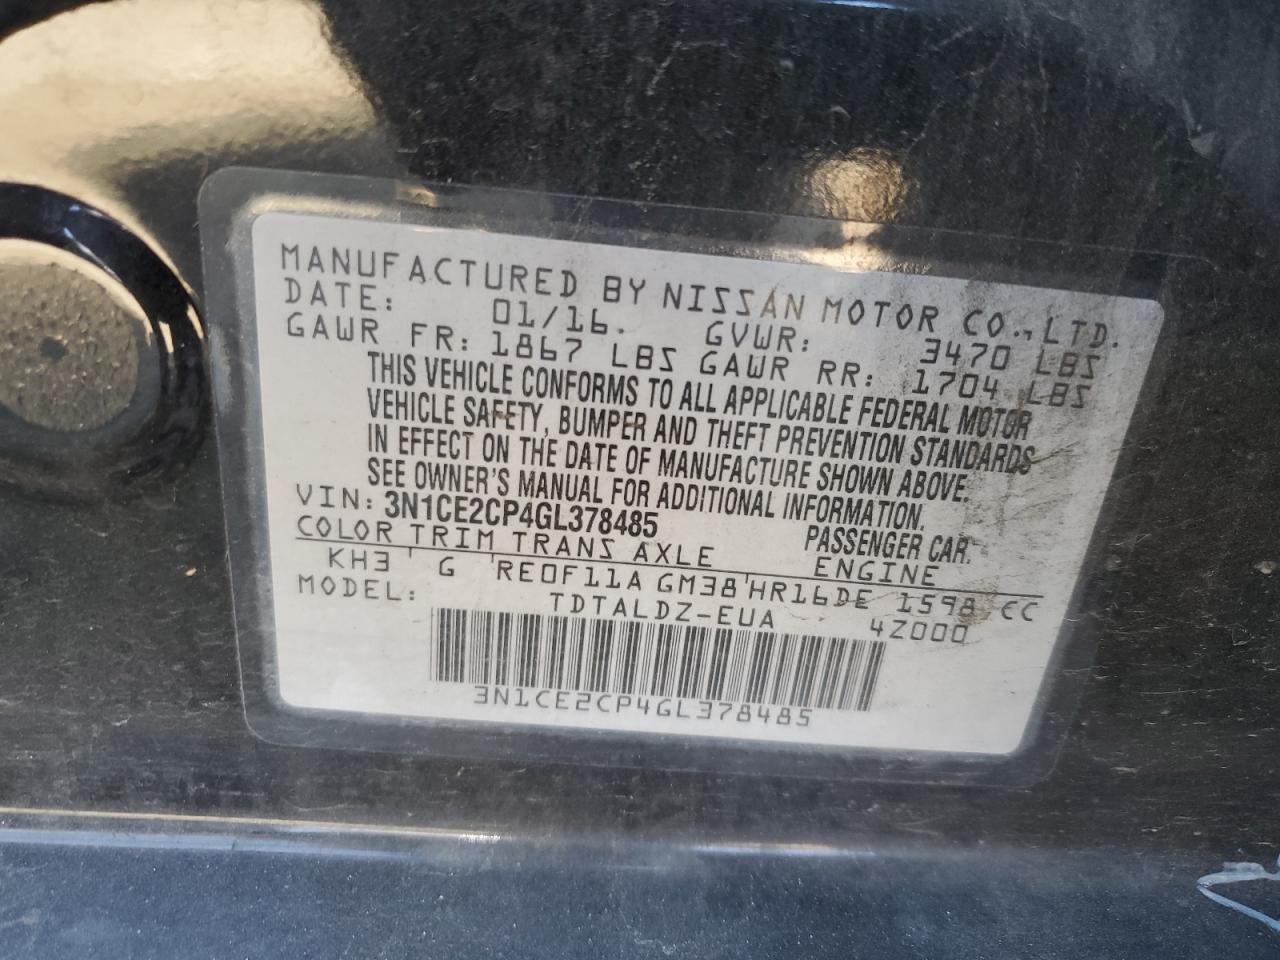 MANUFACTURED BY NISSAN MOTOR CO., LTD.
DATE: 01/16. GVWR: 3470 LBS
GAWR FR: 1867 LBS GAWR RR: 1704 LBS
THIS VEHICLE CONFORMS TO ALL APPLICABLE FEDERAL MOTOR
VEHICLE SAFETY, BUMPER AND THEFT PREVENTION STANDARDS
IN EFFECT ON THE DATE OF MANUFACTURE SHOWN ABOVE.
SEE OWNER'S MANUAL FOR ADDITIONAL INFORMATION.
VIN: 3N1CE2CP4GL378485 PASSENGER CAR.
COLOR TRIM TRANS AXLE ENGINE
KH3 ' G ' RE0F11A GM38 ' HR16DE 1598 CC
MODEL: TDTALDZ-EUA 4Z000
3N1CE2CP4GL378485